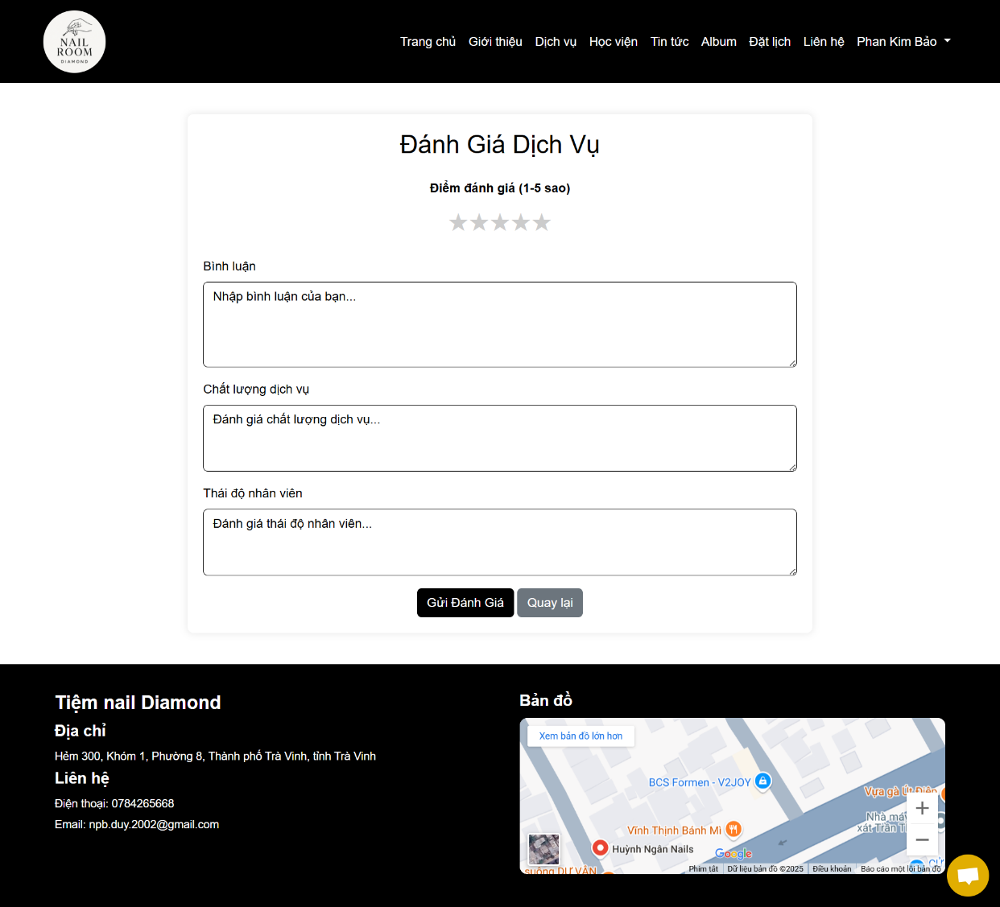 NAIL
ROOM
DIAMOND
Trang chủ Giới thiệu Dịch vụ Học viện Tin tức Album Đặt lịch Liên hệ Phan Kim Bảo
Đánh Giá Dịch Vụ
Điểm đánh giá (1-5 sao)
Bình luận
Nhập bình luận của bạn...
Chất lượng dịch vụ
Đánh giá chất lượng dịch vụ...
Thái độ nhân viên
Đánh giá thái độ nhân viên...
Gửi Đánh Giá Quay lại
Tiệm nail Diamond
Địa chỉ
Hẻm 300, Khóm 1, Phường 8, Thành phố Trà Vinh, tỉnh Trà Vinh
Liên hệ
Điện thoại: 0784265668
Email: npb.duy.2002@gmail.com
Bản đồ
Xem bản đồ lớn hơn
BCS Formen - V2JOY
Vựa gà Út Điện
Nhà máy
xát Trần T
Vĩnh Thịnh Bánh Mì
Huỳnh Ngân Nails
Google
Phím tắt Dữ liệu bản đồ ©2025 Điều khoản Báo cáo một lỗi bản đồ